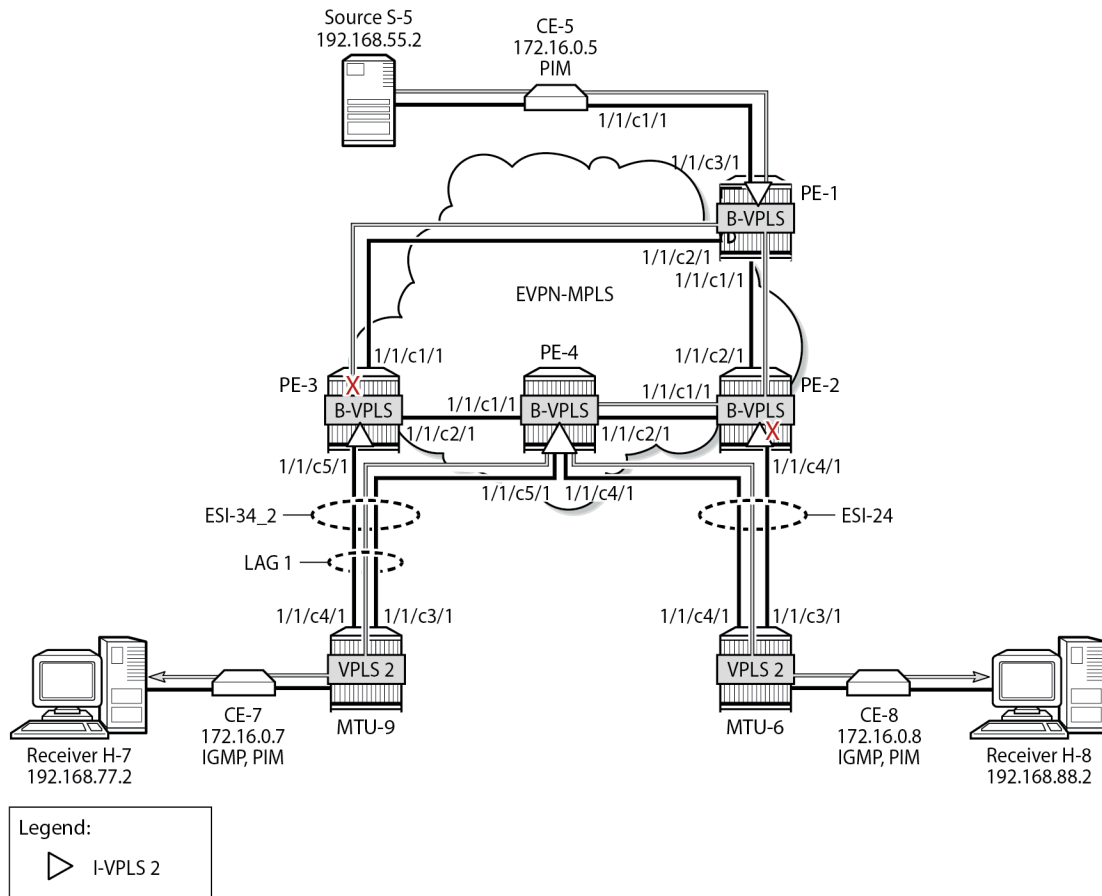 Source S-5
192.168.55.2
CE-5
172.16.0.5
PIM
1/1/c1/1
1/1/c3/1
PE-1
B-VPLS
1/1/c2/1
1/1/c1/1
EVPN-MPLS
1/1/c1/1
PE-4
1/1/c2/1
PE-3
X
1/1/c1/1
1/1/c1/1
PE-2
B-VPLS
B-VPLS
B-VPLS
X
1/1/c2/1
1/1/c2/1
1/1/c5/1
1/1/c4/1
1/1/c5/1
1/1/c4/1
ESI-34_2
ESI-24
LAG 1
1/1/c4/1
1/1/c3/1
1/1/c4/1
1/1/c3/1
VPLS 2
VPLS 2
MTU-9
MTU-6
CE-7
172.16.0.7
IGMP, PIM
CE-8
172.16.0.8
IGMP, PIM
Receiver H-7
192.168.77.2
Receiver H-8
192.168.88.2
Legend:
I-VPLS 2